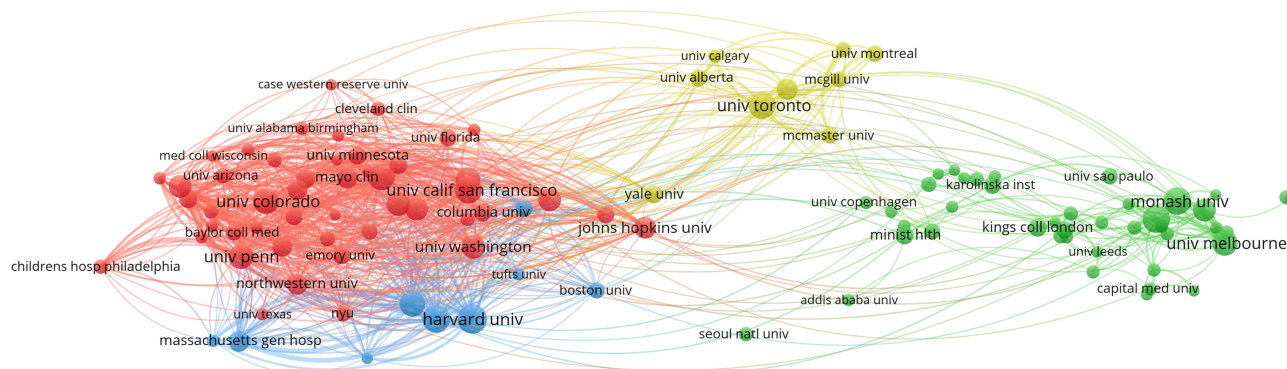 univ calgary
univ montreal
univ alberta
mcgill univ
case western reserve univ
cleveland clin
univ toronto
univ alabama birmingham
univ florida
mcmaster univ
med coll wisconsin
univ minnesota
univ arizona
mayo clin
univ calif san francisco
yale univ
karolinska inst
univ sao paulo
univ colorado
columbia univ
univ copenhagen
monash univ
baylor coll med
johns hopkins univ
minist hlth
kings coll london
univ washington
univ melbourne
univ penn
emory univ
univ leeds
childrens hosp philadelphia
tufts univ
northwestern univ
boston univ
capital med univ
addis ababa univ
univ texas
nyu
harvard univ
massachusetts gen hosp
seoul natl univ